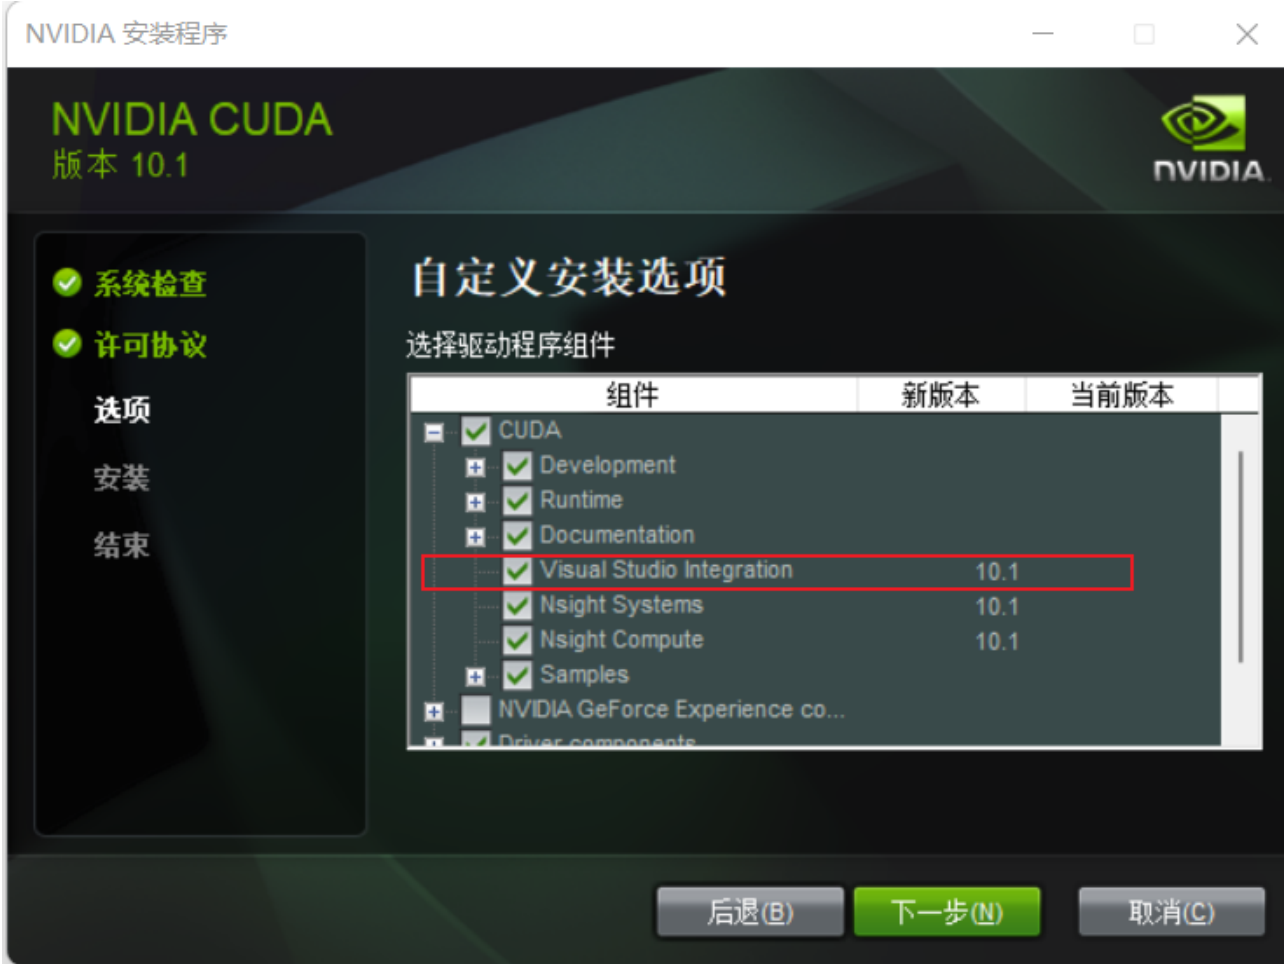 NVIDIA 安装程序
NVIDIA CUDA
版本 10.1
NVIDIA
系统检查
许可协议
选项
安装
结束
自定义安装选项
选择驱动程序组件
组件 新版本 当前版本
CUDA
Development
Runtime
Documentation
Visual Studio Integration 10.1
Nsight Systems 10.1
Nsight Compute 10.1
Samples
NVIDIA GeForce Experience co...
Driver components
后退(B) 下一步(N) 取消(C)